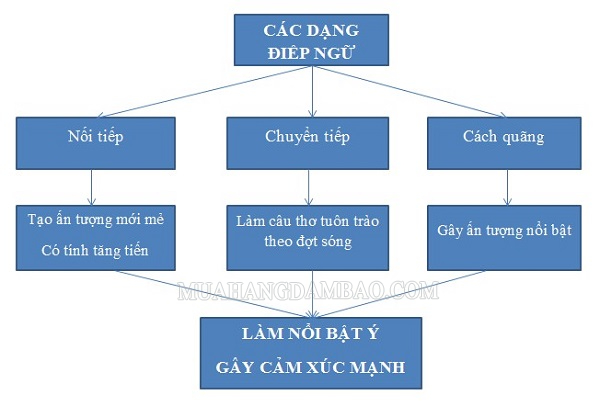 CÁC DẠNG
ĐIỆP NGỮ
Nối tiếp
Chuyển tiếp
Cách quãng
Tạo ấn tượng mới mẻ
Có tính tăng tiến
Làm câu thơ tuôn trào
theo đợt sóng
Gây ấn tượng nổi bật
MUAHANGDAMBAO.COM
LÀM NỔI BẬT Ý
GÂY CẢM XÚC MẠNH